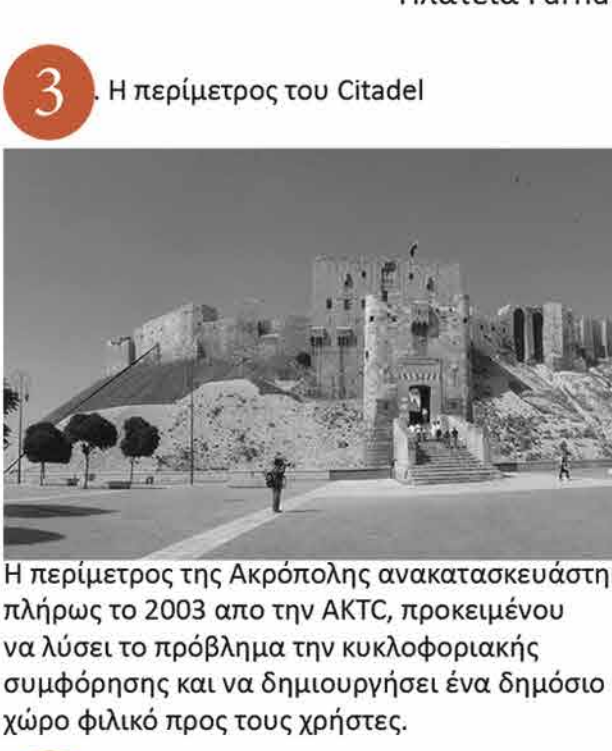 3 . Η περίμετρος του Citadel
Η περίμετρος της Ακρόπολης ανακατασκευάστη
πλήρως το 2003 απο την AKTC, προκειμένου
να λύσει το πρόβλημα την κυκλοφοριακής
συμφόρησης και να δημιουργήσει ένα δημόσιο
χώρο φιλικό προς τους χρήστες.